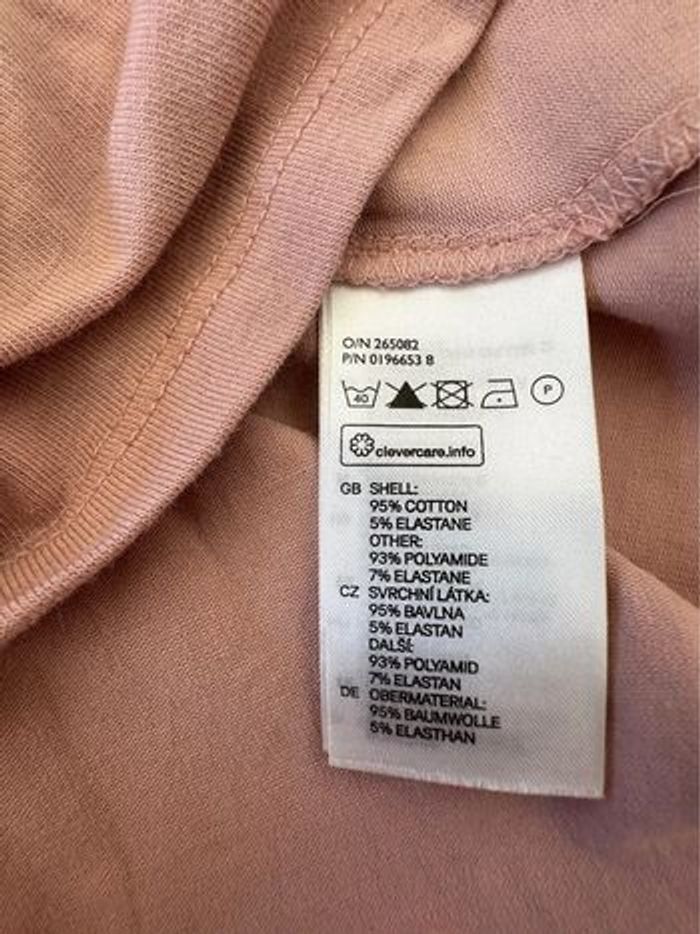 O/N 265082
P/N 0196653 8
40 P
clevercare.info
GB SHELL:
95% COTTON
5% ELASTANE
OTHER:
93% POLYAMIDE
7% ELASTANE
CZ SVRCHNÍ LÁTKA:
95% BAVLNA
5% ELASTAN
DALŠÍ:
93% POLYAMID
7% ELASTAN
DE OBERMATERIAL:
95% BAUMWOLLE
5% ELASTHAN